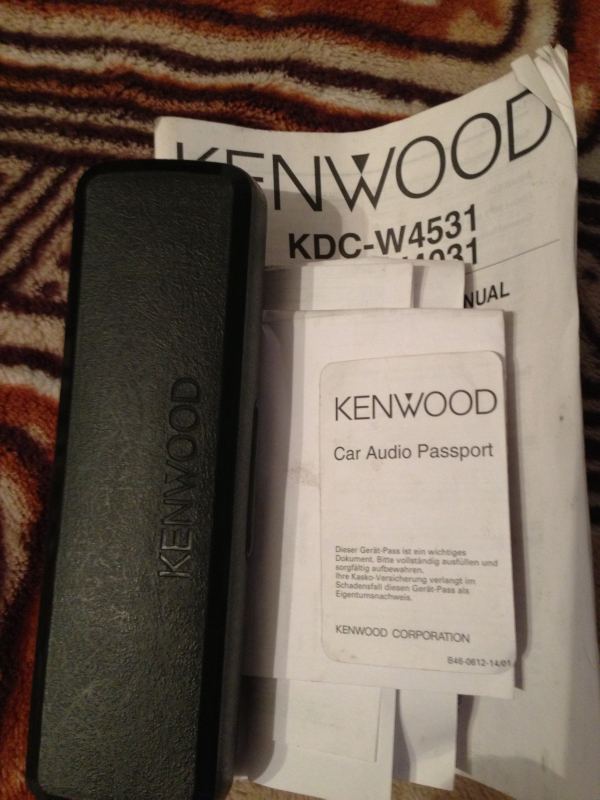 KENWOOD
KDC-W4531
KENWOOD
KENWOOD
Car Audio Passport
Dieser Gerät-Pass ist ein wichtiges
Dokument. Bitte vollständig ausfüllen und
sorgfältig aufbewahren.
Ihre Kasko-Versicherung verlangt im
Schadensfall diesen Gerät-Pass als
Eigentumsnachweis.
KENWOOD CORPORATION
B46-0612-14/01